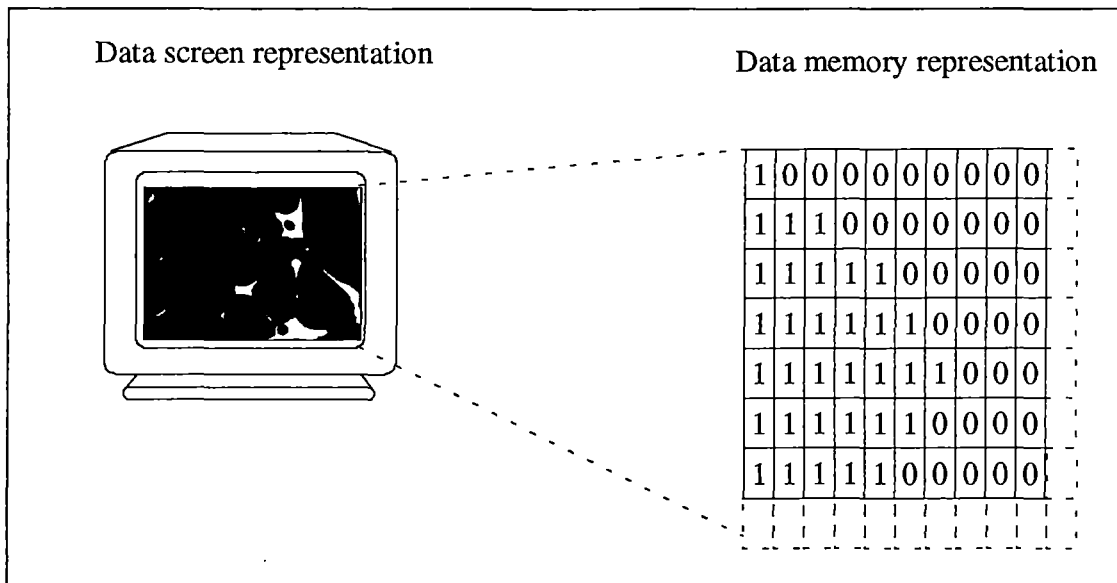 Data screen representation
Data memory representation
1 0 0 0 0 0 0 0 0 0
1 1 1 0 0 0 0 0 0 0
1 1 1 1 1 0 0 0 0 0
1 1 1 1 1 1 0 0 0 0
1 1 1 1 1 1 1 0 0 0
1 1 1 1 1 1 0 0 0 0
1 1 1 1 1 0 0 0 0 0